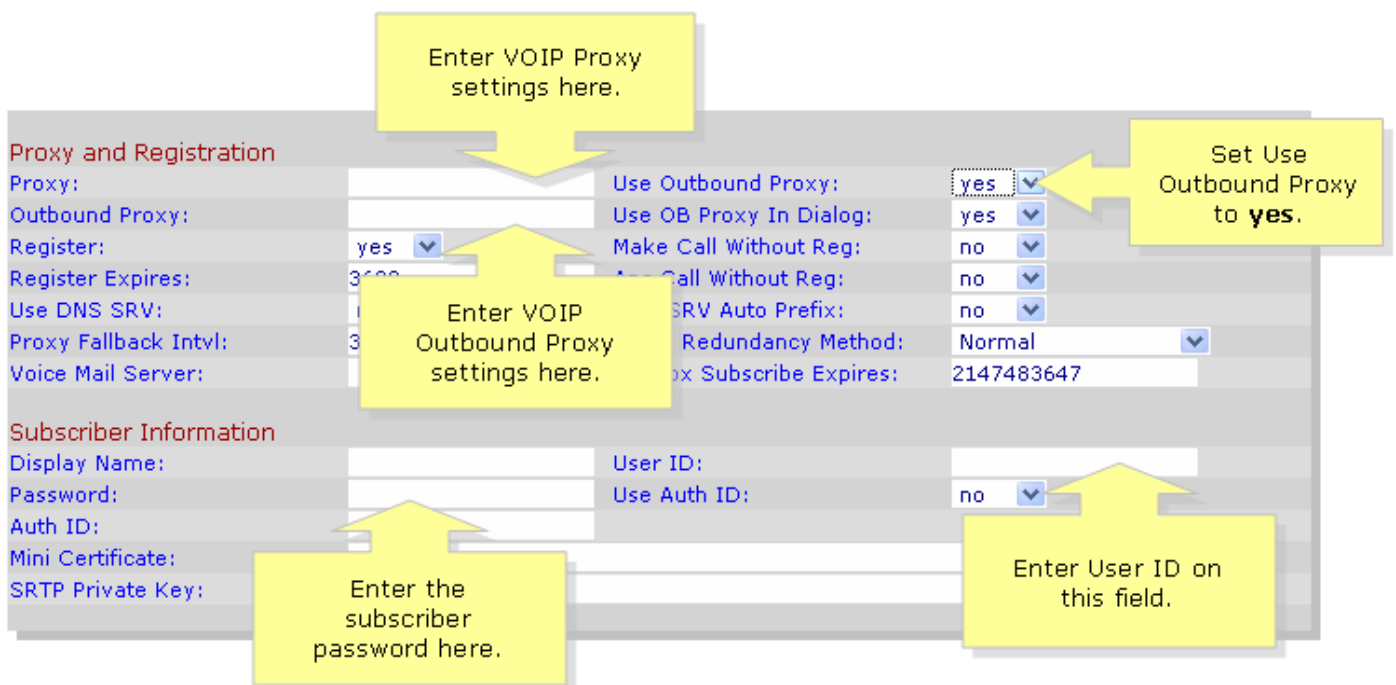 Enter VOIP Proxy
settings here.
Proxy and Registration
Proxy:
Use Outbound Proxy: yes
Set Use
Outbound Proxy
to yes.
Outbound Proxy:
Use OB Proxy In Dialog: yes
Register: yes
Make Call Without Reg: no
Register Expires:
Call Without Reg: no
Use DNS SRV:
SRV Auto Prefix: no
Proxy Fallback Intvl: 3
Redundancy Method: Normal
Voice Mail Server:
Subscribe Expires: 2147483647
Enter VOIP
Outbound Proxy
settings here.
Subscriber Information
Display Name:
User ID:
Password:
Use Auth ID: no
Auth ID:
Mini Certificate:
SRTP Private Key:
Enter the
subscriber
password here.
Enter User ID on
this field.